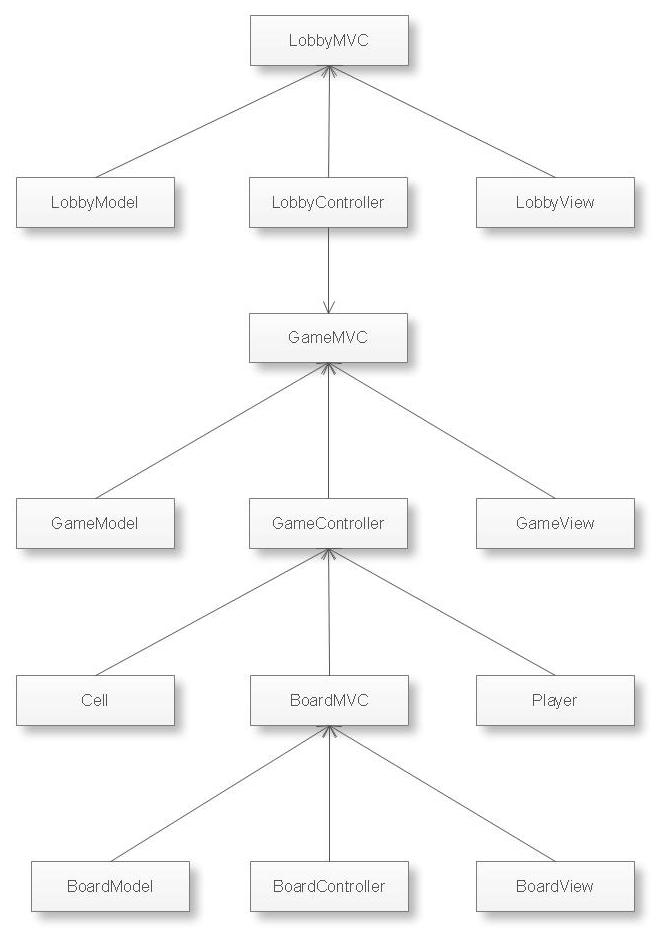 LobbyMVC
LobbyModel
LobbyController
LobbyView
GameMVC
GameModel
GameController
GameView
Cell
BoardMVC
Player
BoardModel
BoardController
BoardView